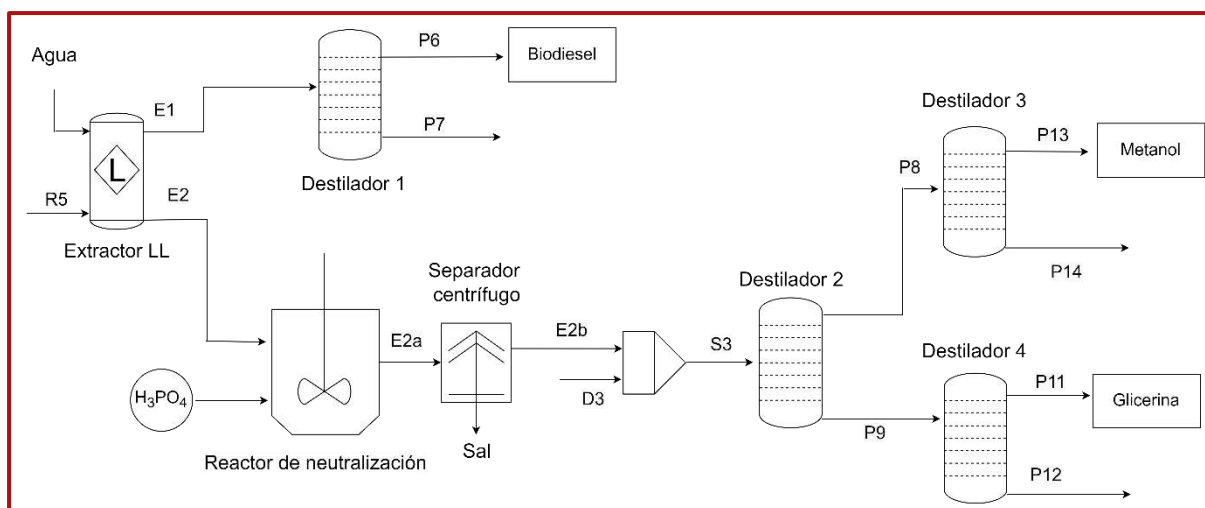 Agua
E1
P6
Biodiesel
P7
Destilador 1
L
R5
E2
Extractor LL
Destilador 3
P13
Metanol
P8
P14
Separador
centrífugo
Destilador 2
E2a
E2b
S3
D3
H₃PO₄
Sal
Reactor de neutralización
Destilador 4
P11
Glicerina
P9
P12